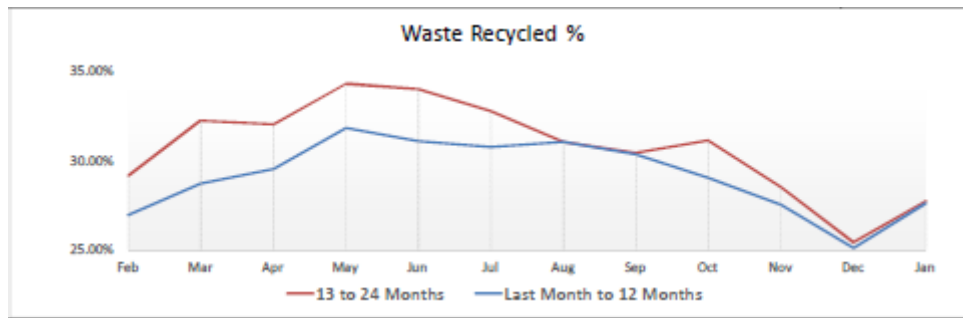 Waste Recycled %
35.00%
30.00%
25.00%
Feb Mar Apr May Jun Jul Aug Sep Oct Nov Dec Jan
13 to 24 Months Last Month to 12 Months